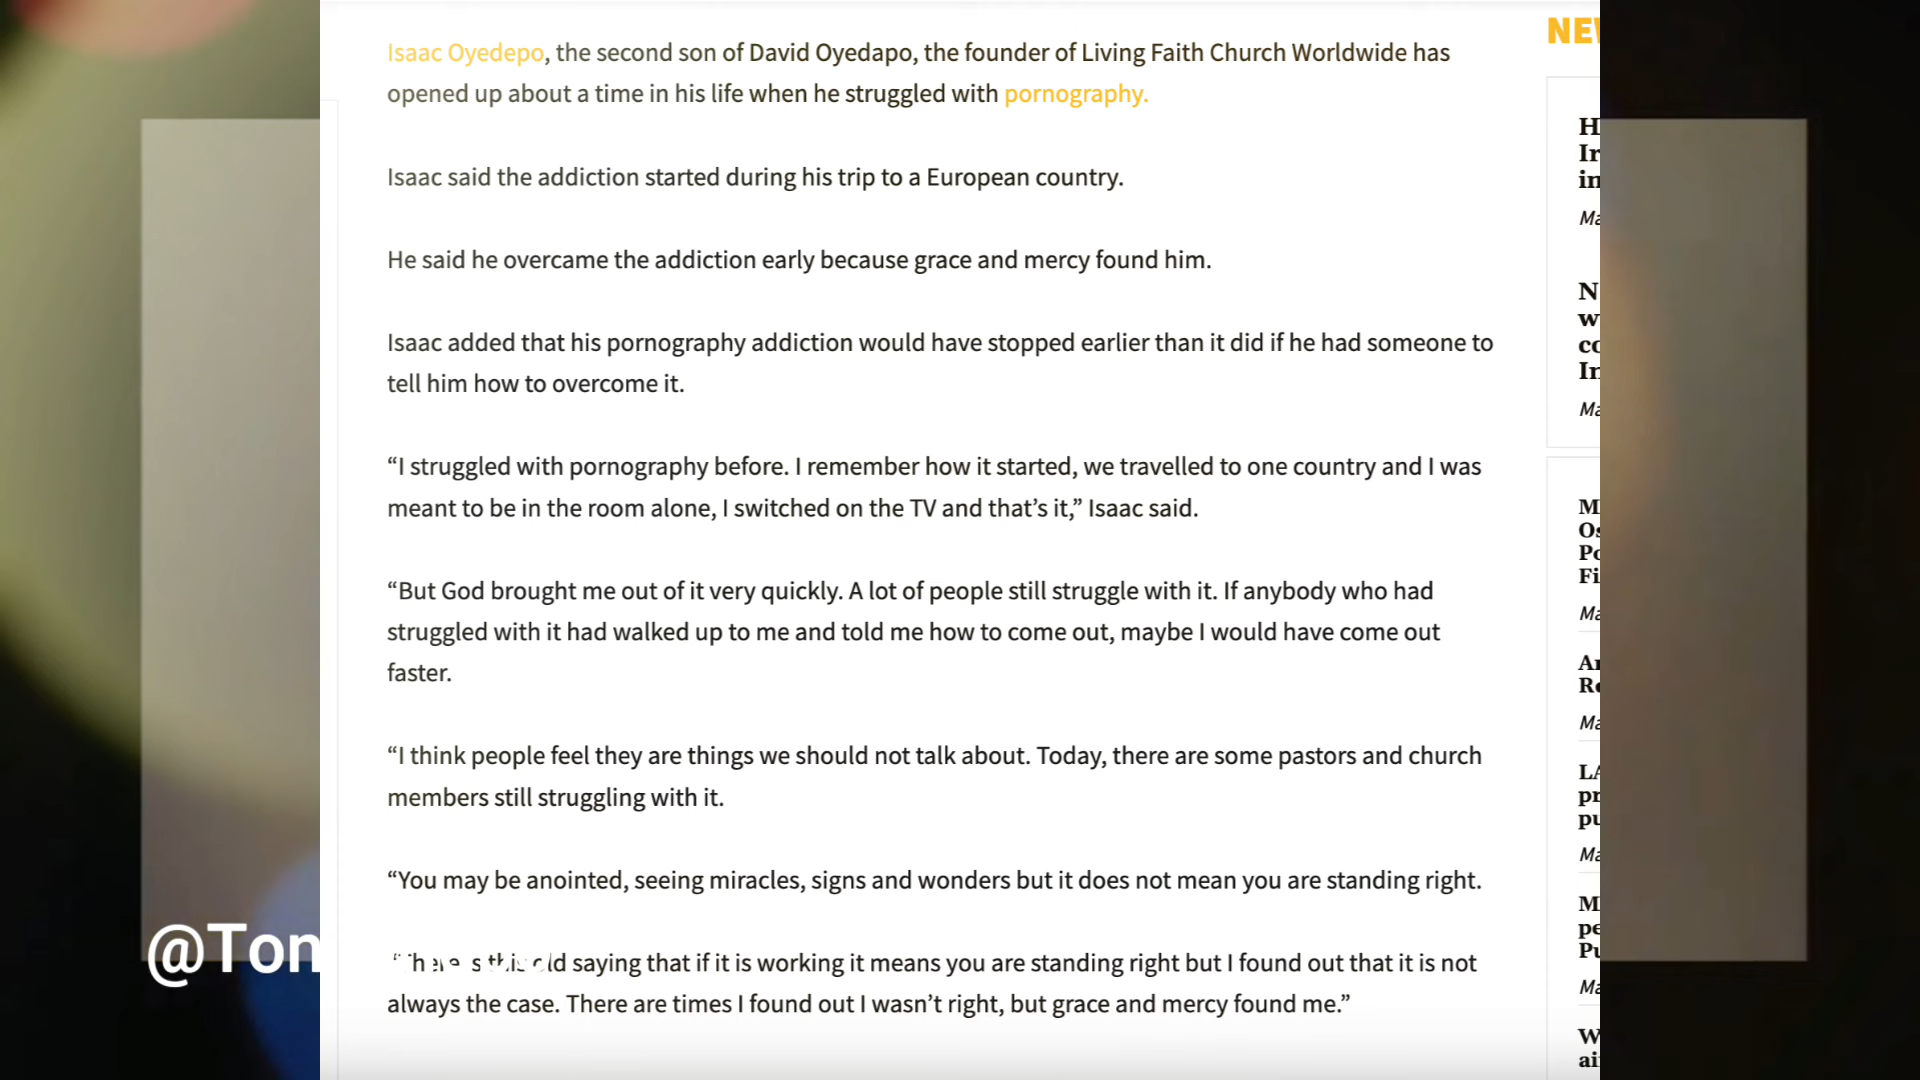 Isaac Oyedepo, the second son of David Oyedapo, the founder of Living Faith Church Worldwide has
opened up about a time in his life when he struggled with pornography.
Isaac said the addiction started during his trip to a European country.
He said he overcame the addiction early because grace and mercy found him.
Isaac added that his pornography addiction would have stopped earlier than it did if he had someone to
tell him how to overcome it.
“I struggled with pornography before. I remember how it started, we travelled to one country and I was
meant to be in the room alone, I switched on the TV and that’s it,” Isaac said.
“But God brought me out of it very quickly. A lot of people still struggle with it. If anybody who had
struggled with it had walked up to me and told me how to come out, maybe I would have come out
faster.
“I think people feel they are things we should not talk about. Today, there are some pastors and church
members still struggling with it.
“You may be anointed, seeing miracles, signs and wonders but it does not mean you are standing right.
“There is this old saying that if it is working it means you are standing right but I found out that it is not
always the case. There are times I found out I wasn’t right, but grace and mercy found me.”
@Ton